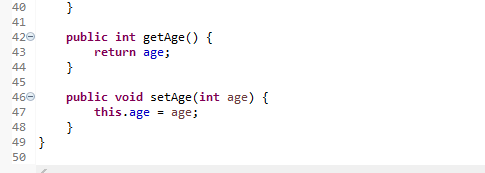 40     }
41
42     public int getAge() {
43         return age;
44     }
45
46     public void setAge(int age) {
47         this.age = age;
48     }
49 }
50